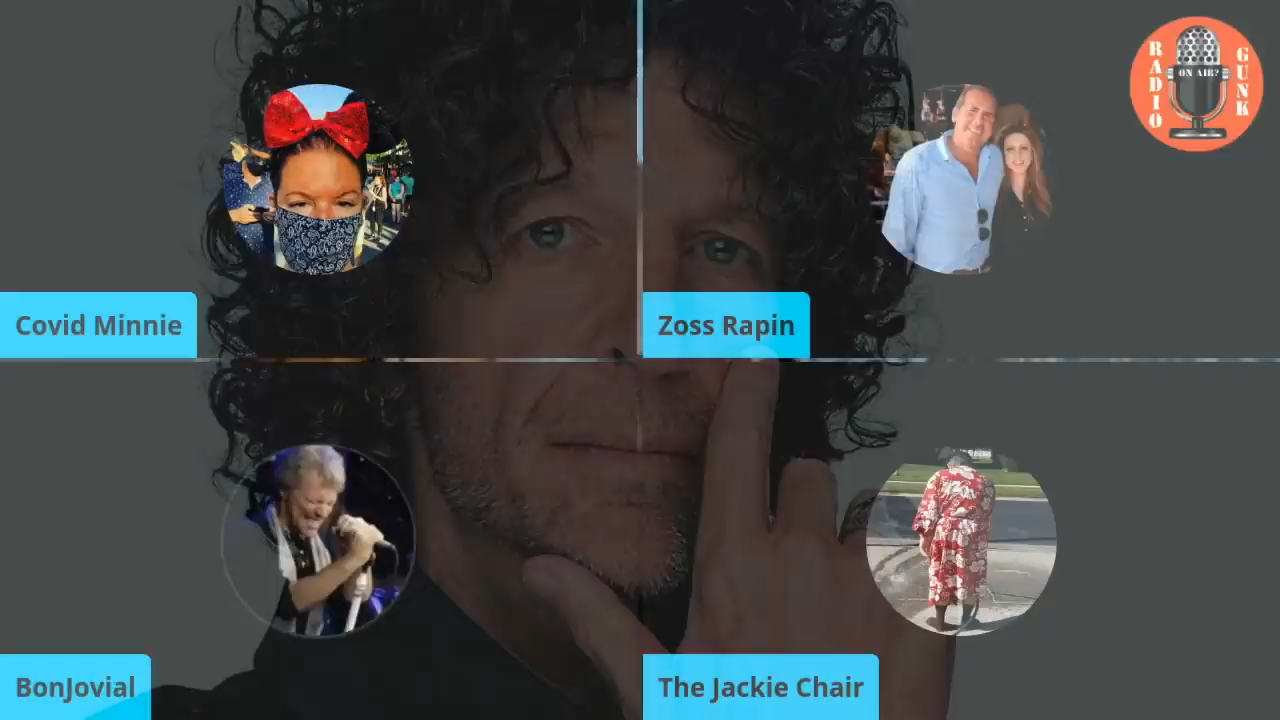 RADIO
ON AIR?
GUNK
Covid Minnie
Zoss Rapin
BonJovial
The Jackie Chair